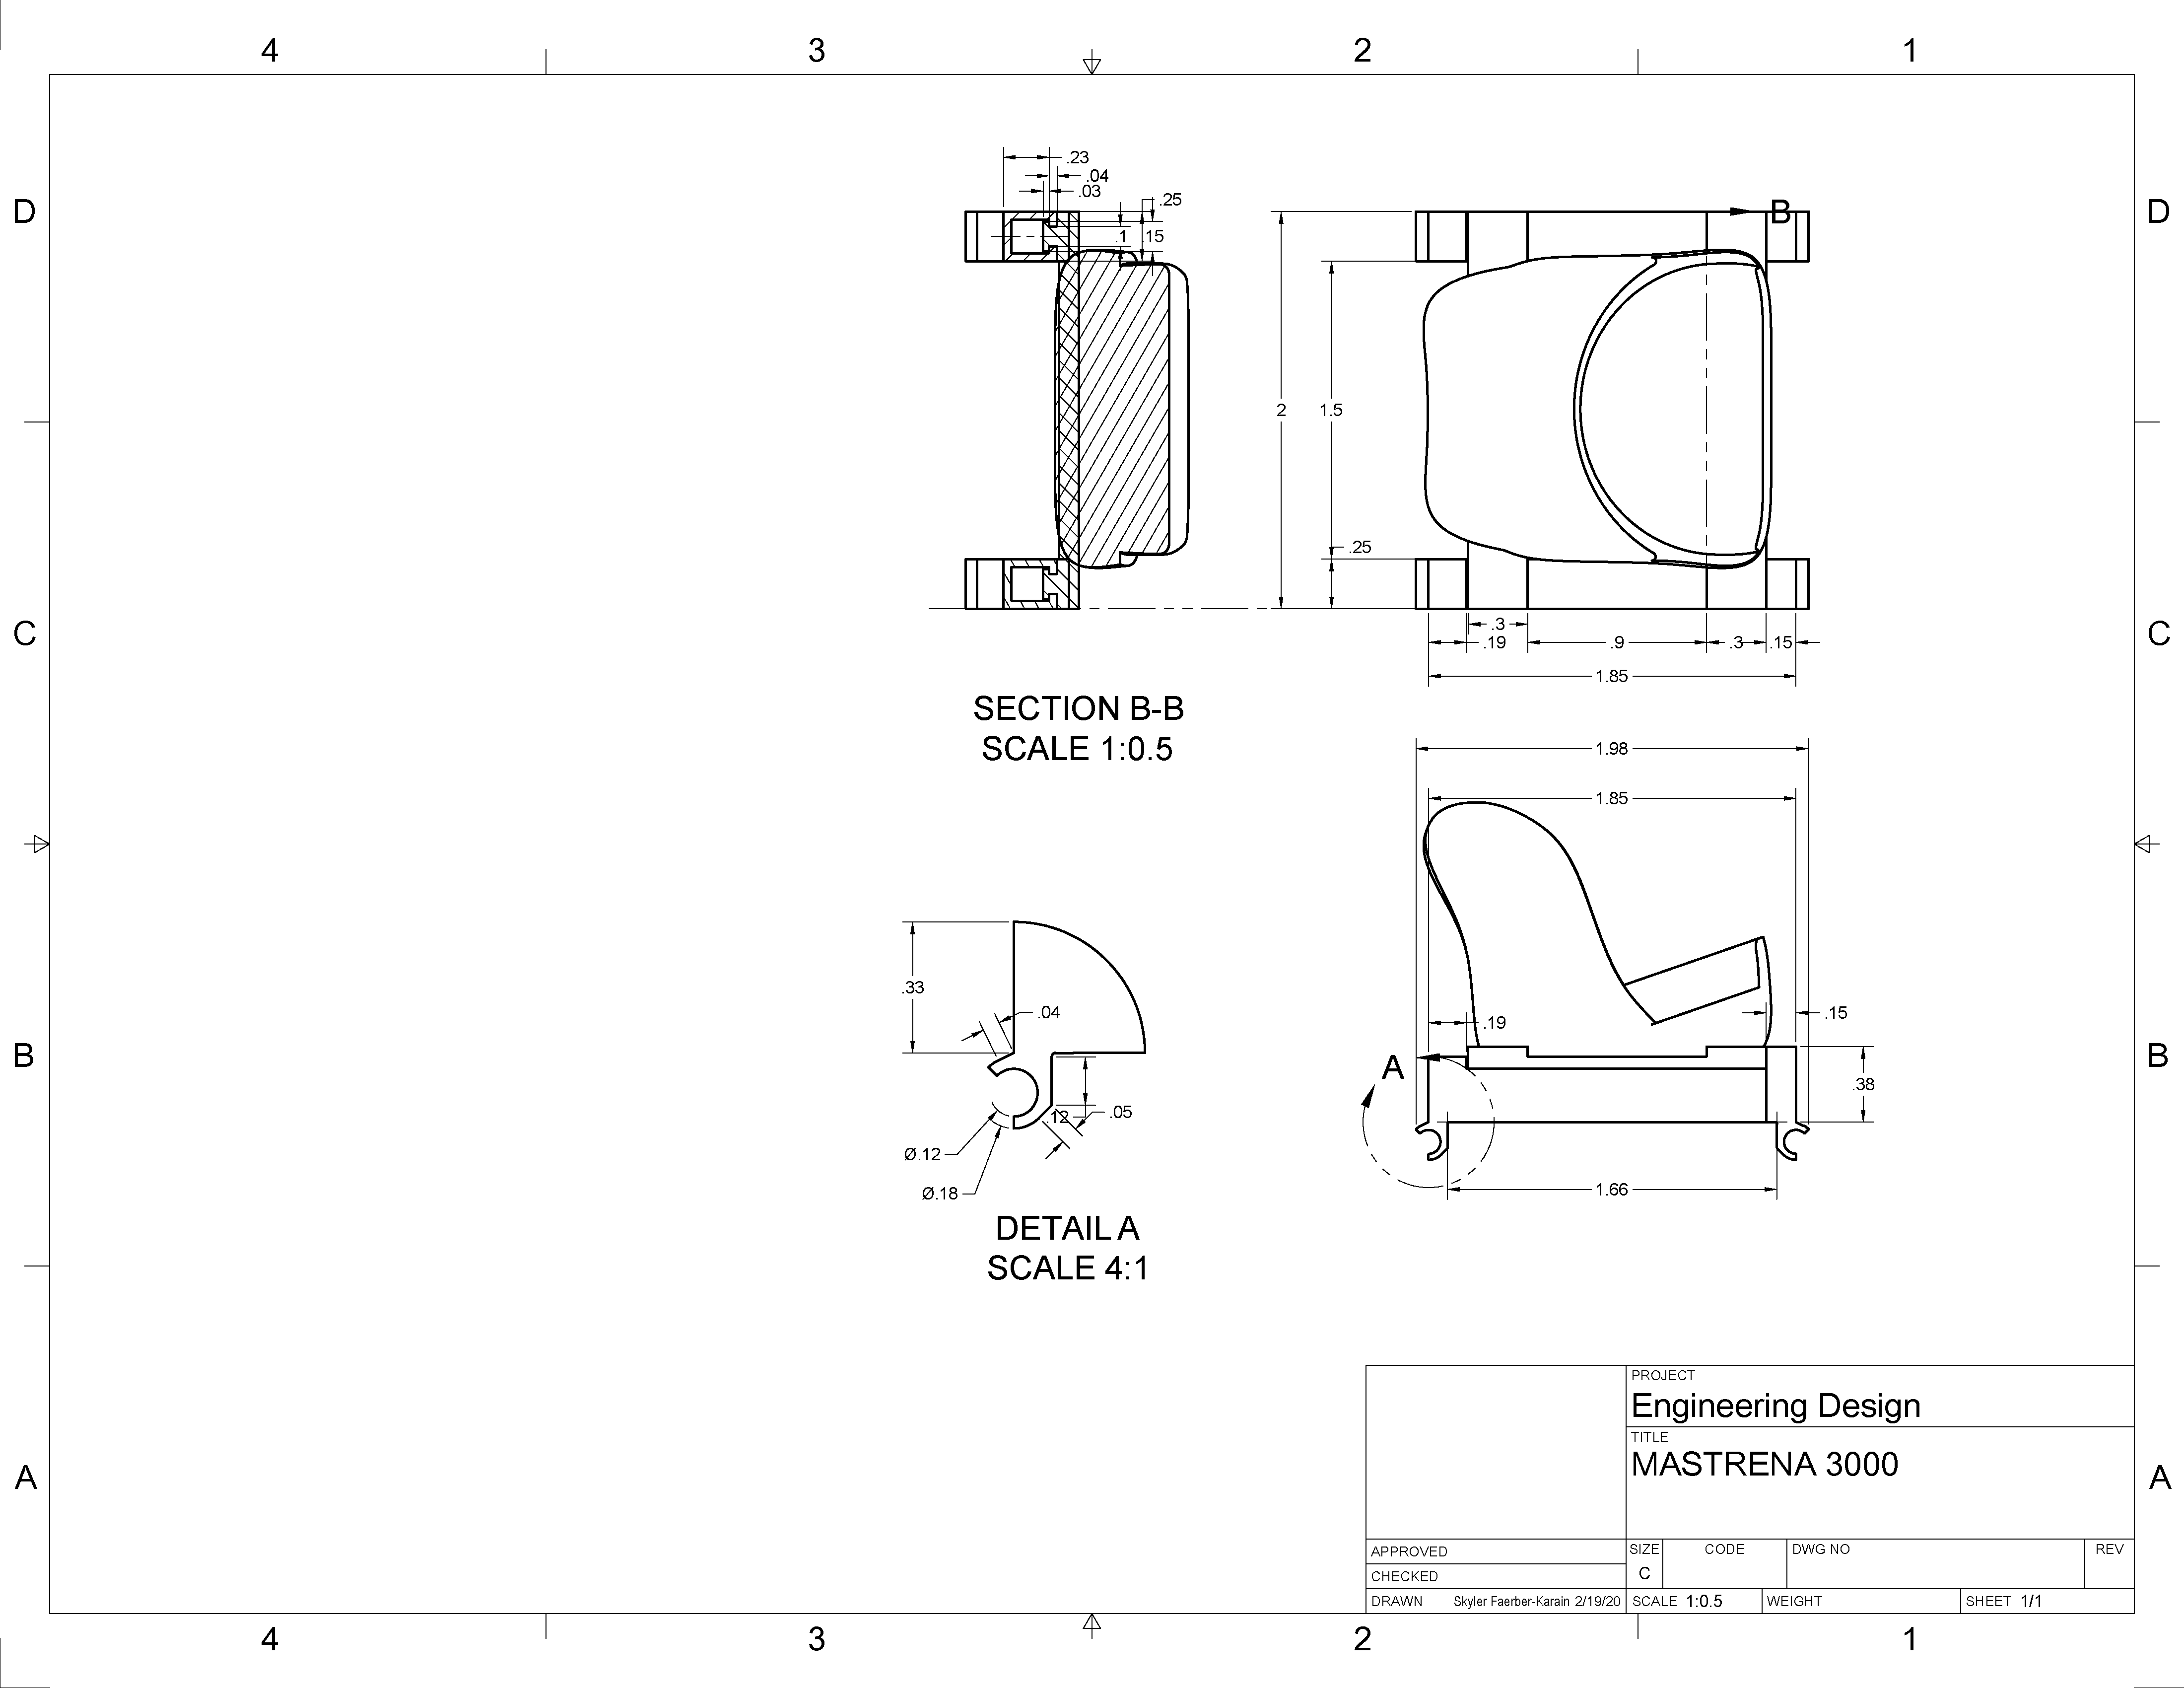 4 3 2 1
D D
.23
.04
.03
.25
.1 .15
B
2 1.5
.25
C C
.3
.19 .9 .3 .15
1.85
SECTION B-B
SCALE 1:0.5
1.98
1.85
.33
.04
.19 .15
B B
A
.38
.12 .05
Ø.12
Ø.18
1.66
DETAIL A
SCALE 4:1
PROJECT
Engineering Design
TITLE
MASTRENA 3000
A A
APPROVED
SIZE CODE DWG NO REV
C
CHECKED
DRAWN Skyler Faerber-Karain 2/19/20 SCALE 1:0.5 WEIGHT SHEET 1/1
4 3 2 1